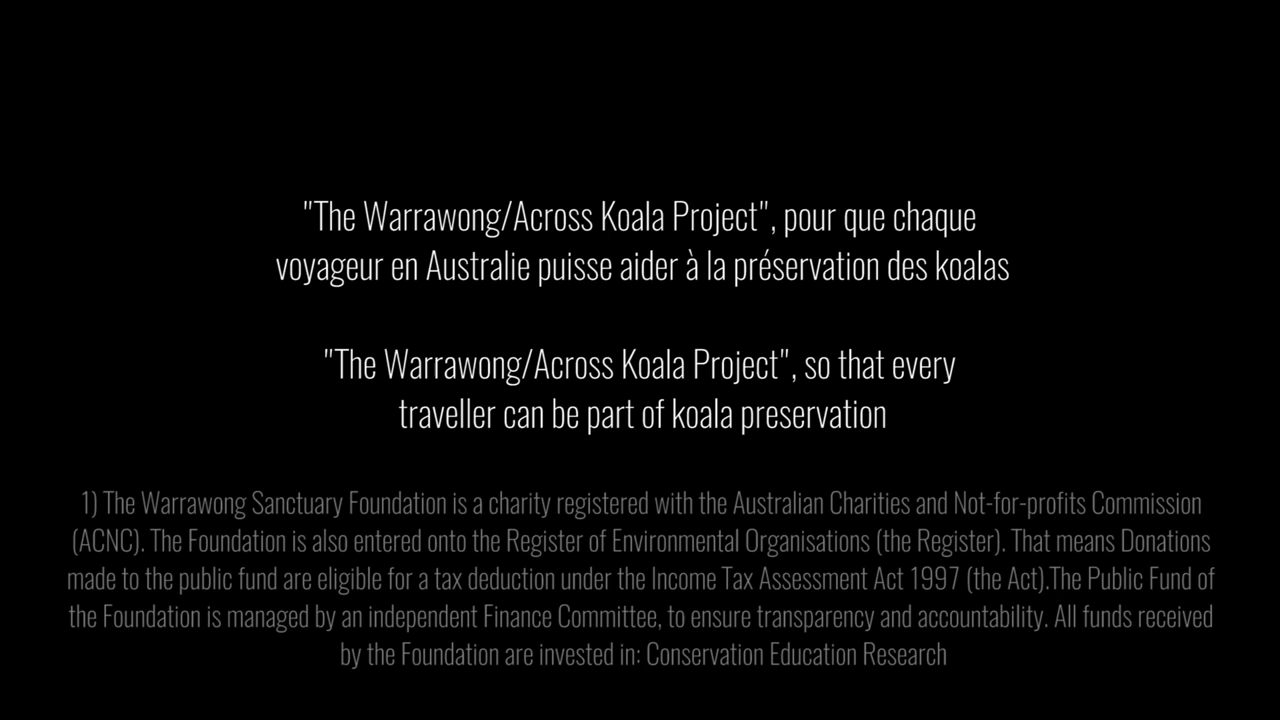 "The Warrawong/Across Koala Project", pour que chaque
voyageur en Australie puisse aider à la préservation des koalas
"The Warrawong/Across Koala Project", so that every
traveller can be part of koala preservation
1) The Warrawong Sanctuary Foundation is a charity registered with the Australian Charities and Not-for-profits Commission
(ACNC). The Foundation is also entered onto the Register of Environmental Organisations (the Register). That means Donations
made to the public fund are eligible for a tax deduction under the Income Tax Assessment Act 1997 (the Act).The Public Fund of
the Foundation is managed by an independent Finance Committee, to ensure transparency and accountability. All funds received
by the Foundation are invested in: Conservation Education Research